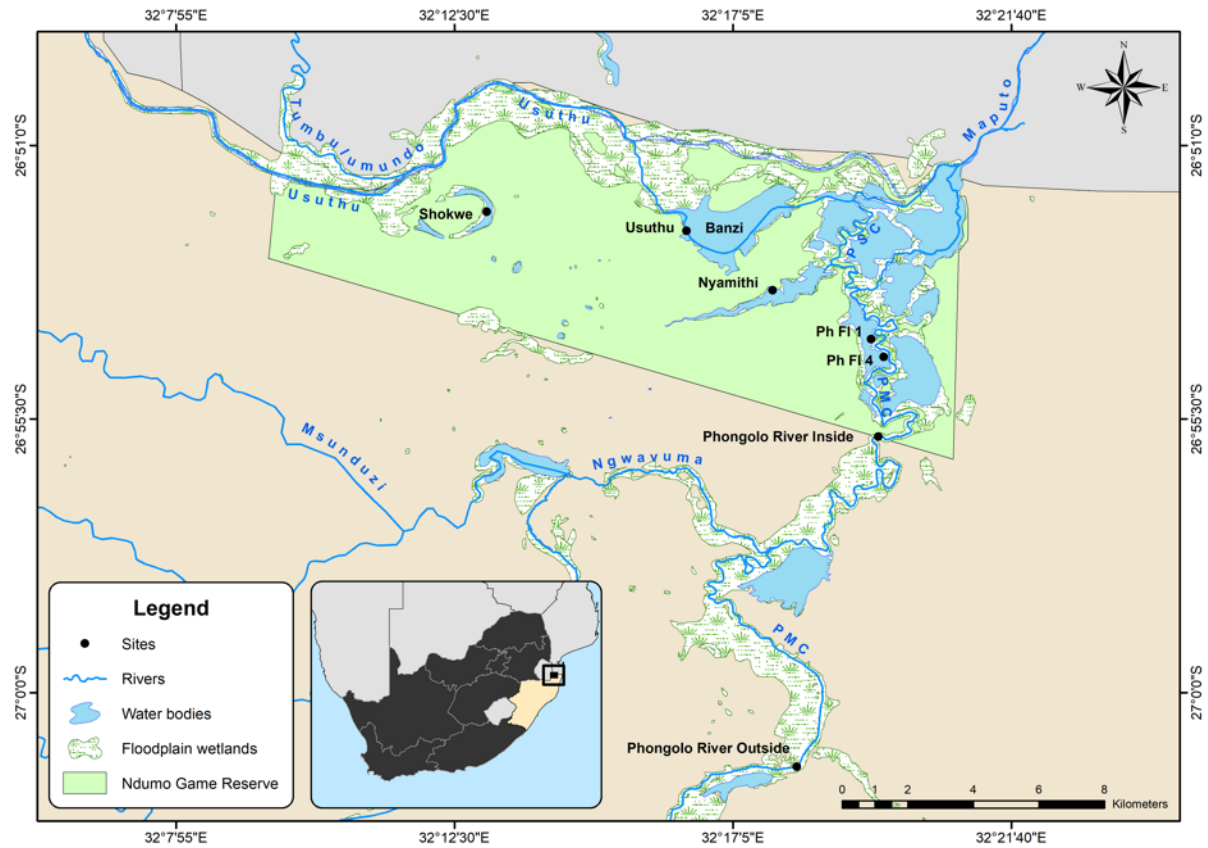 32°7'55"E 32°12'30"E 32°17'5"E 32°21'40"E
N
W E
S
Maputo
Usuthu
Tumbu/umundo
26°51'0"S 26°51'0"S
Usuthu
Shokwe
Usuthu
Banzi
PSC
Nyamithi
Ph Fl 1
Ph Fl 4
PMC
26°55'30"S 26°55'30"S
Phongolo River Inside
Msunduzi
Ngwavuma
PMC
27°0'0"S 27°0'0"S
Phongolo River Outside
Legend
Sites
Rivers
Water bodies
Floodplain wetlands
Ndumo Game Reserve
0 1 2 4 6 8
Kilometers
32°7'55"E 32°12'30"E 32°17'5"E 32°21'40"E